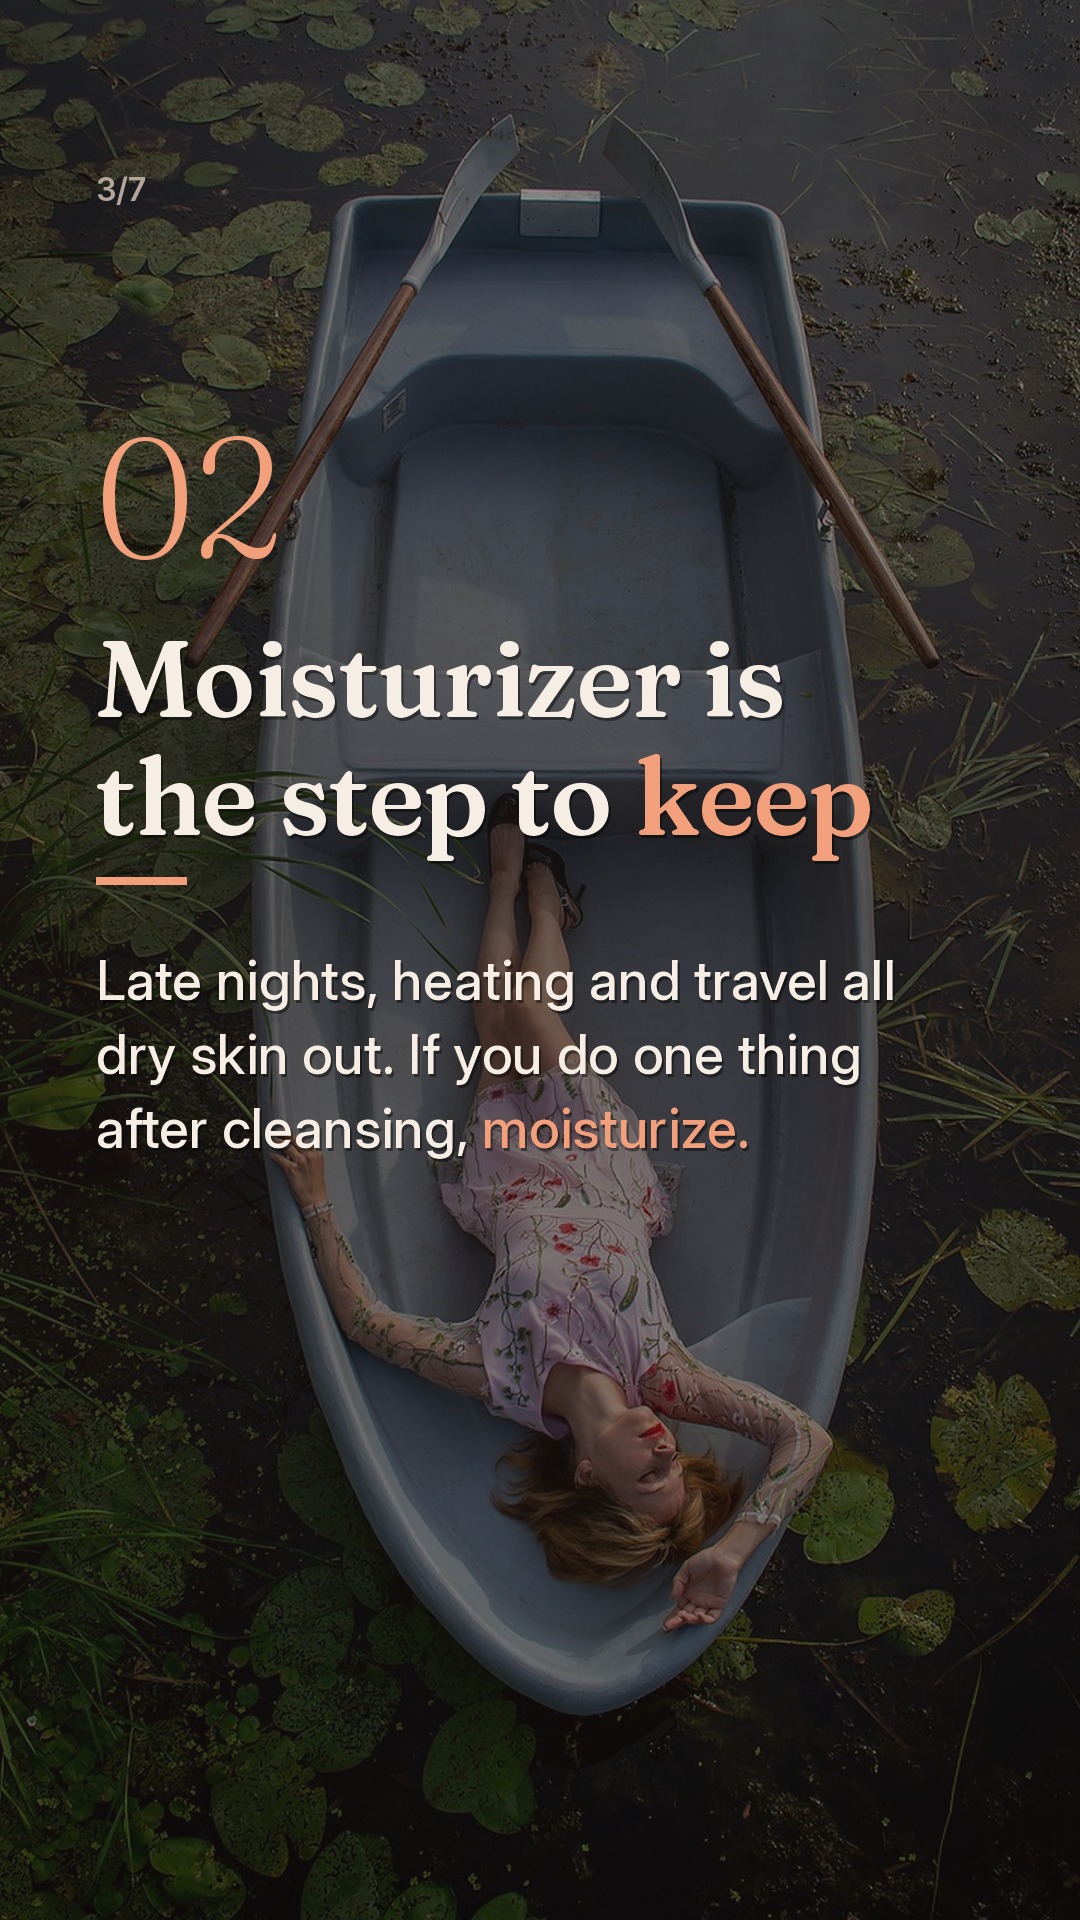 3/7
02
Moisturizer is
the step to keep
Late nights, heating and travel all
dry skin out. If you do one thing
after cleansing, moisturize.